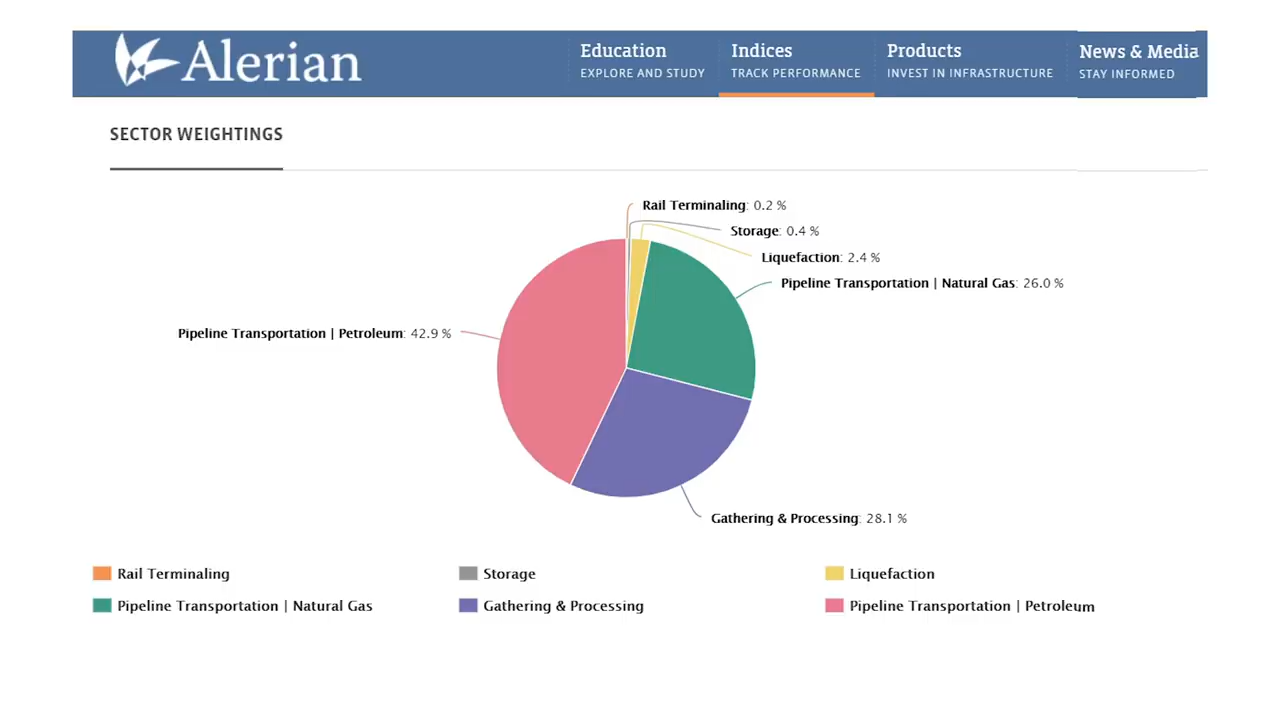 Alerian
Education
EXPLORE AND STUDY
Indices
TRACK PERFORMANCE
Products
INVEST IN INFRASTRUCTURE
News & Media
STAY INFORMED
SECTOR WEIGHTINGS
Rail Terminaling: 0.2 %
Storage: 0.4 %
Liquefaction: 2.4 %
Pipeline Transportation | Natural Gas: 26.0 %
Pipeline Transportation | Petroleum: 42.9 %
Gathering & Processing: 28.1 %
Rail Terminaling
Storage
Liquefaction
Pipeline Transportation | Natural Gas
Gathering & Processing
Pipeline Transportation | Petroleum